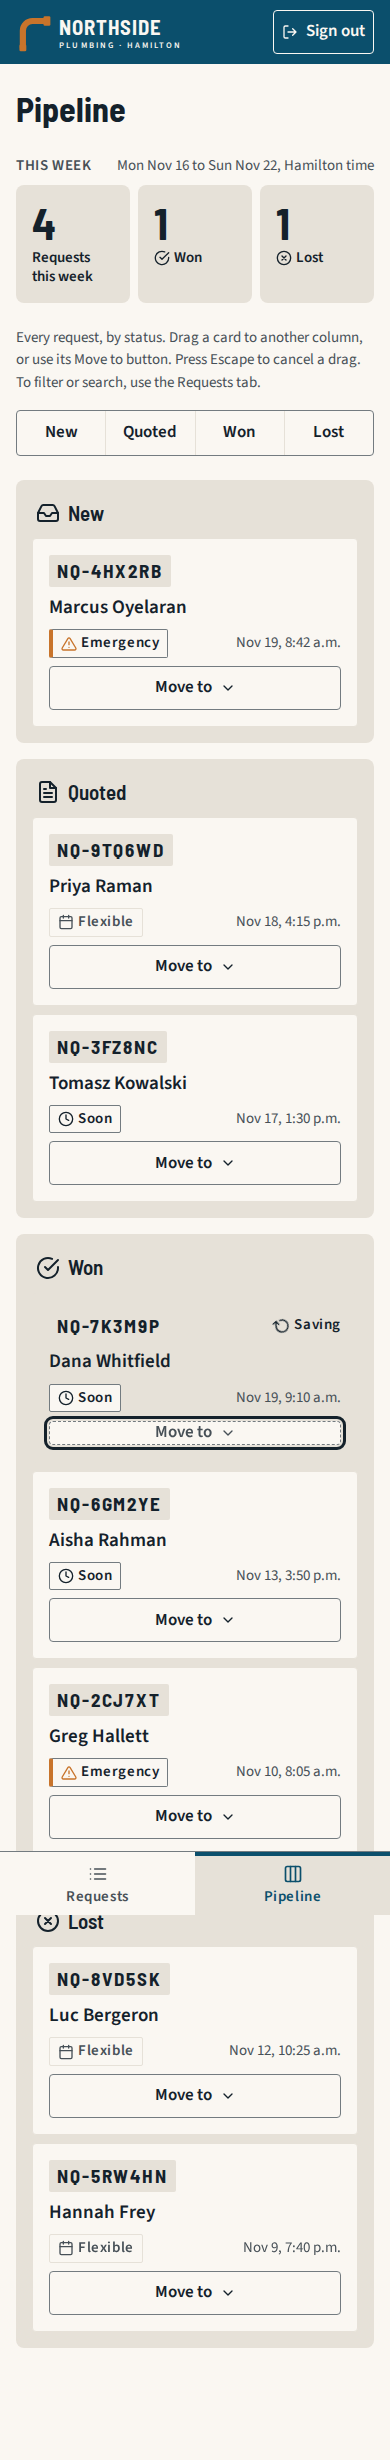 NORTHSIDE
PLUMBING · HAMILTON
Sign out
Pipeline
THIS WEEK
Mon Nov 16 to Sun Nov 22, Hamilton time
4
Requests
this week
1
Won
1
Lost
Every request, by status. Drag a card to another column,
or use its Move to button. Press Escape to cancel a drag.
To filter or search, use the Requests tab.
New
Quoted
Won
Lost
New
NQ-4HX2RB
Marcus Oyelaran
Emergency
Nov 19, 8:42 a.m.
Move to
Quoted
NQ-9TQ6WD
Priya Raman
Flexible
Nov 18, 4:15 p.m.
Move to
NQ-3FZ8NC
Tomasz Kowalski
Soon
Nov 17, 1:30 p.m.
Move to
Won
NQ-7K3M9P
Saving
Dana Whitfield
Soon
Nov 19, 9:10 a.m.
Move to
NQ-6GM2YE
Aisha Rahman
Soon
Nov 13, 3:50 p.m.
Move to
NQ-2CJ7XT
Greg Hallett
Emergency
Nov 10, 8:05 a.m.
Move to
Requests
Pipeline
Lost
NQ-8VD5SK
Luc Bergeron
Flexible
Nov 12, 10:25 a.m.
Move to
NQ-5RW4HN
Hannah Frey
Flexible
Nov 9, 7:40 p.m.
Move to